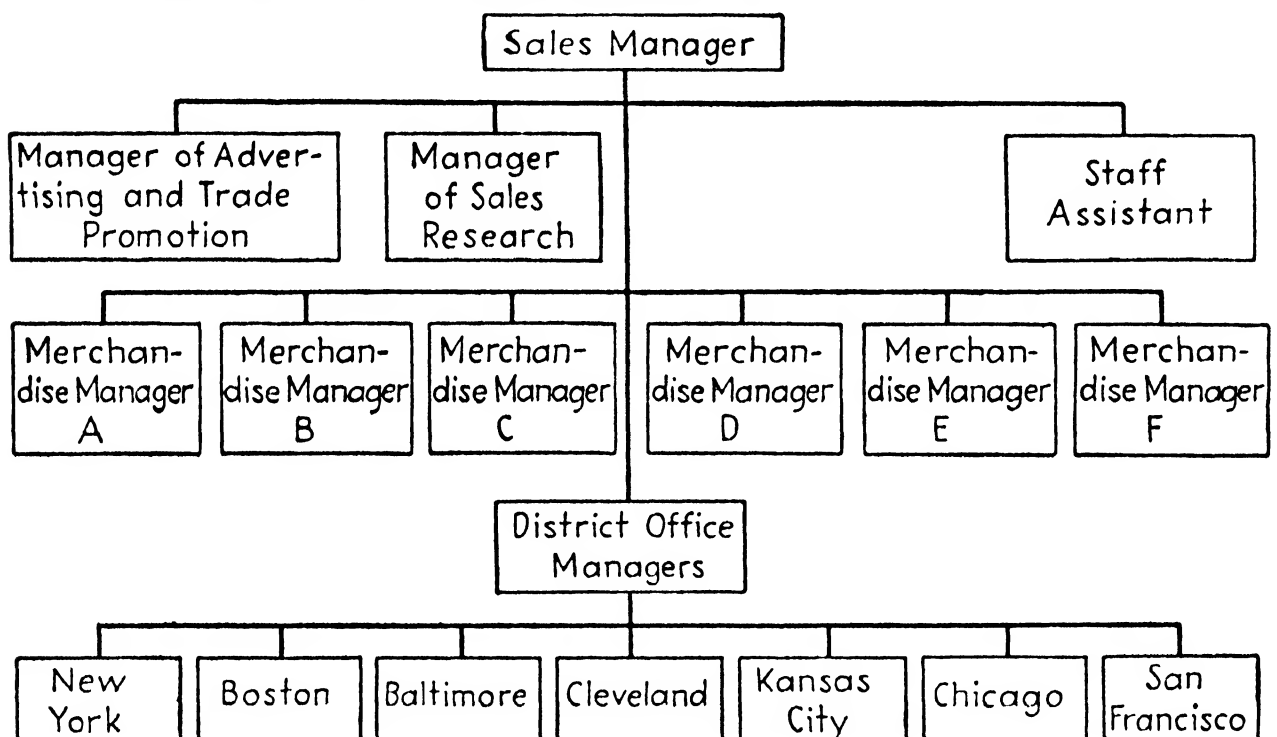 Sales Manager
Manager of Adver-
tising and Trade
Promotion
Manager
of Sales
Research
Staff
Assistant
Merchan-
dise Manager
A
Merchan-
dise Manager
B
Merchan-
dise Manager
C
Merchan-
dise Manager
D
Merchan-
dise Manager
E
Merchan-
dise Manager
F
District Office
Managers
New
York
Boston
Baltimore
Cleveland
Kansas
City
Chicago
San
Francisco